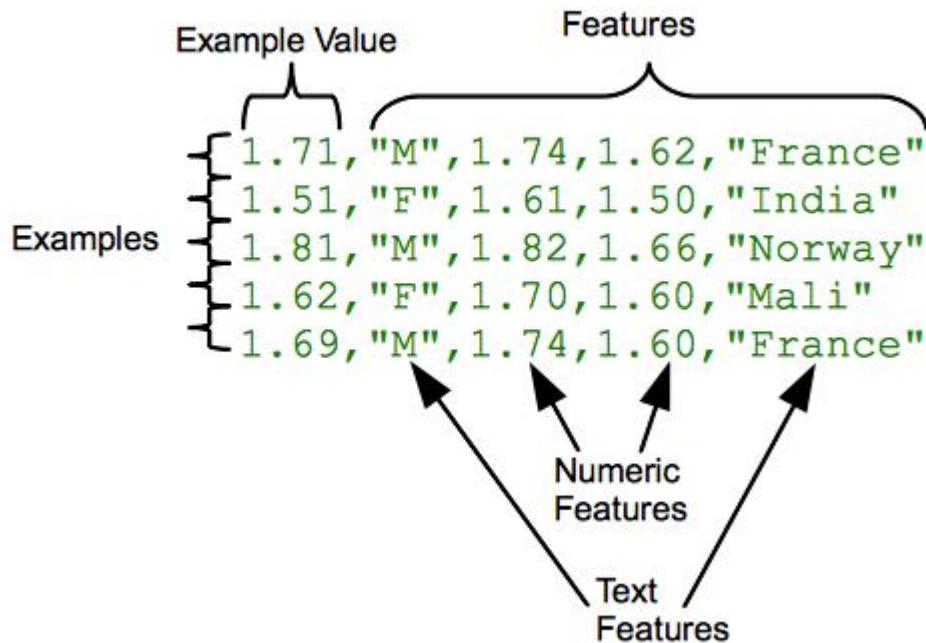 Example Value
Features
Examples
1.71,"M",1.74,1.62,"France"
1.51,"F",1.61,1.50,"India"
1.81,"M",1.82,1.66,"Norway"
1.62,"F",1.70,1.60,"Mali"
1.69,"M",1.74,1.60,"France"
Numeric
Features
Text
Features